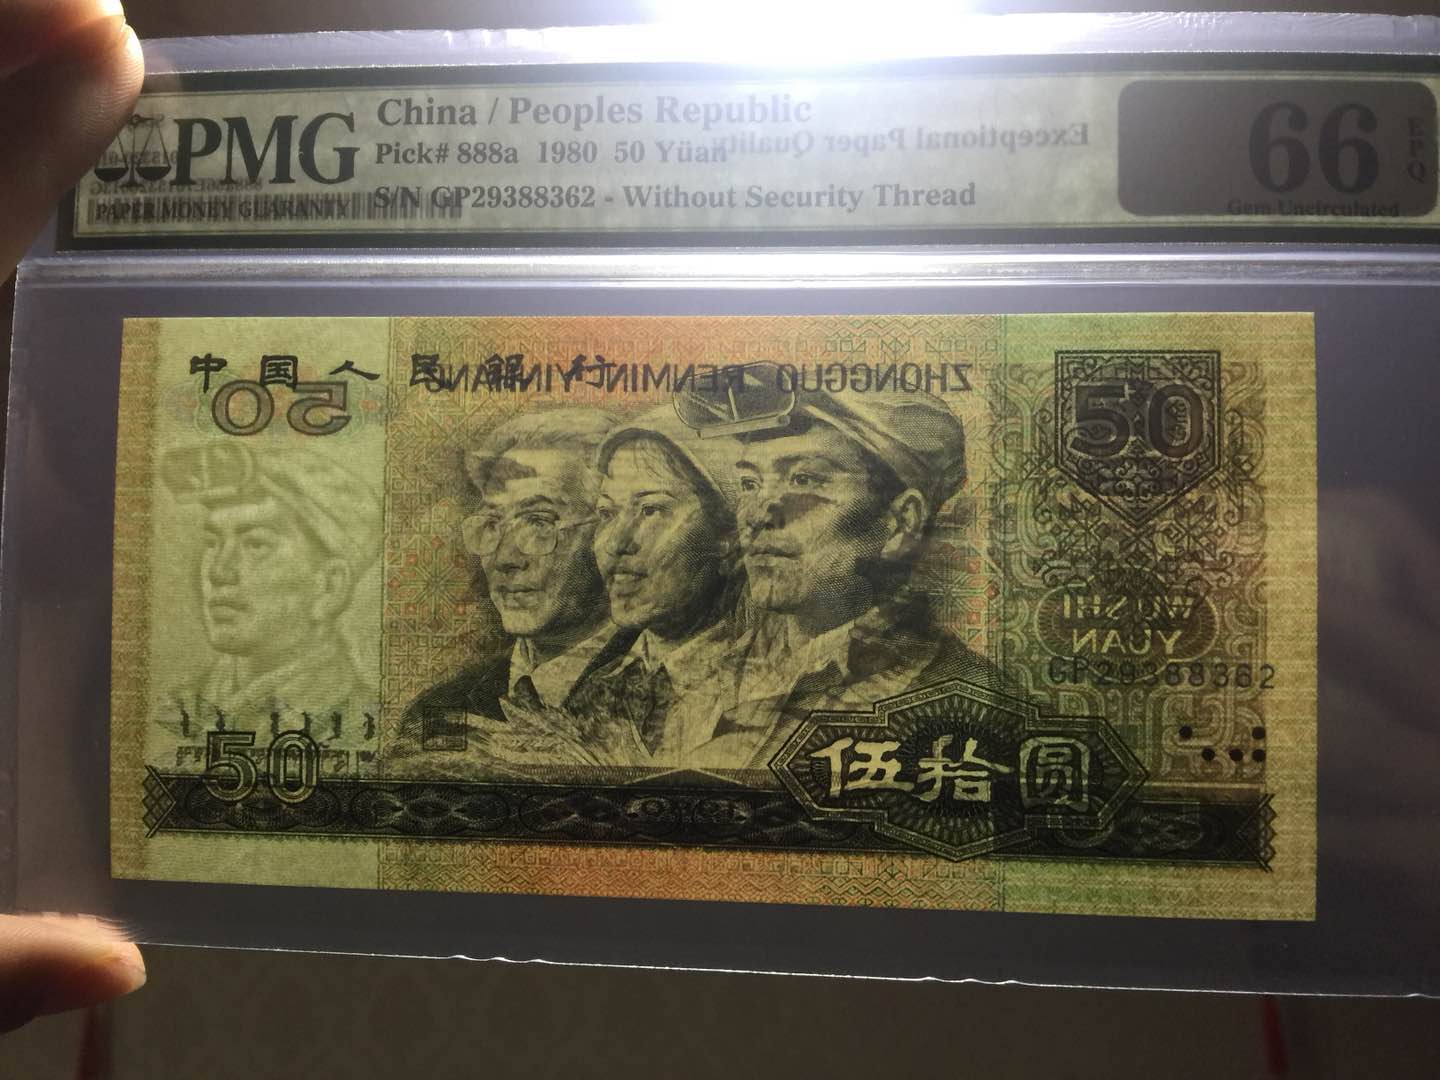 PMG
PAPER MONEY GUARANTY
China / Peoples Republic
Pick# 888a 1980 50 Yüan
S/N GP29388362 - Without Security Thread
Exceptional Paper Quality
66
EPQ
Gem Uncirculated
中国人民银行
ZHONGGUO RENMIN YINHANG
50
50
WU SHI
YUAN
GP29388362
50
伍拾圆